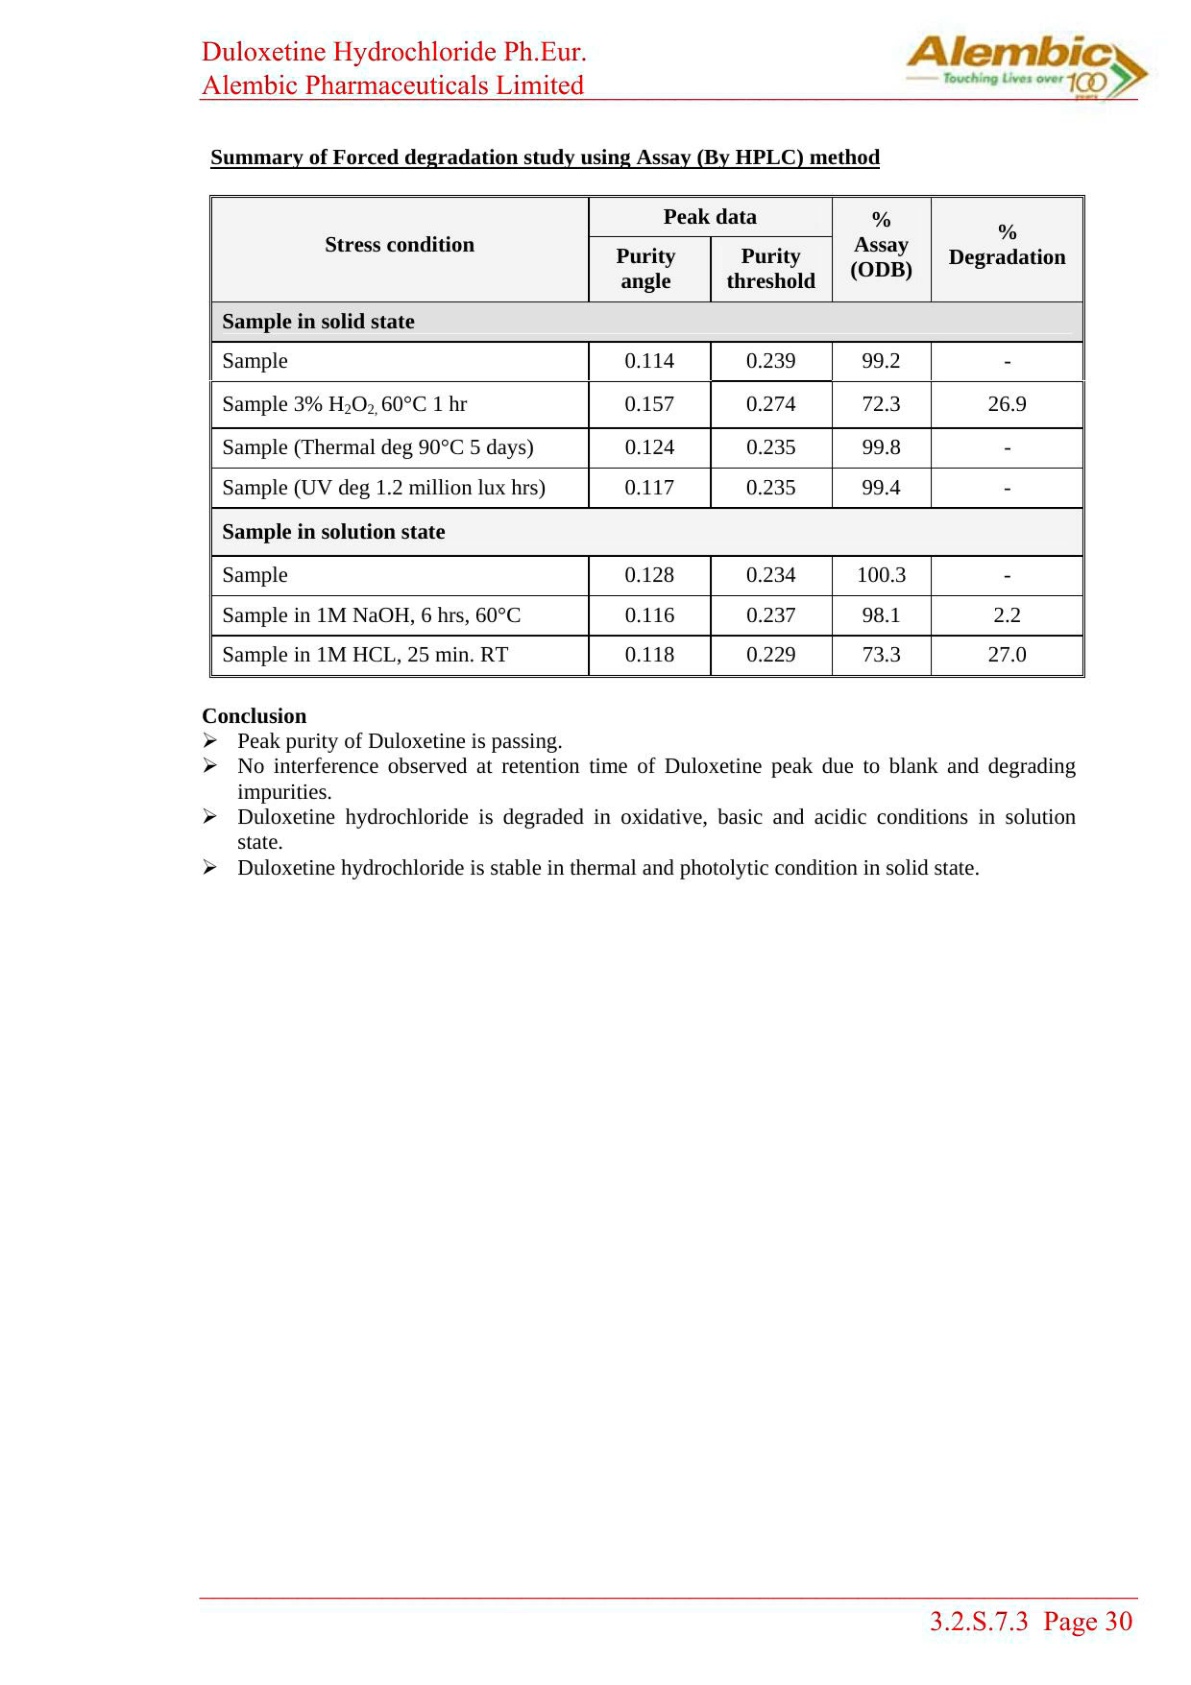 Duloxetine Hydrochloride Ph.Eur.
Alembic Pharmaceuticals Limited
Alembic
Touching Lives over 100
years
Summary of Forced degradation study using Assay (By HPLC) method
Stress condition
Peak data
% Assay (ODB)
% Degradation
Purity angle
Purity threshold
Sample in solid state
Sample 0.114 0.239 99.2 -
Sample 3% H₂O₂, 60°C 1 hr 0.157 0.274 72.3 26.9
Sample (Thermal deg 90°C 5 days) 0.124 0.235 99.8 -
Sample (UV deg 1.2 million lux hrs) 0.117 0.235 99.4 -
Sample in solution state
Sample 0.128 0.234 100.3 -
Sample in 1M NaOH, 6 hrs, 60°C 0.116 0.237 98.1 2.2
Sample in 1M HCL, 25 min. RT 0.118 0.229 73.3 27.0
Conclusion
➢ Peak purity of Duloxetine is passing.
➢ No interference observed at retention time of Duloxetine peak due to blank and degrading
impurities.
➢ Duloxetine hydrochloride is degraded in oxidative, basic and acidic conditions in solution
state.
➢ Duloxetine hydrochloride is stable in thermal and photolytic condition in solid state.
3.2.S.7.3 Page 30